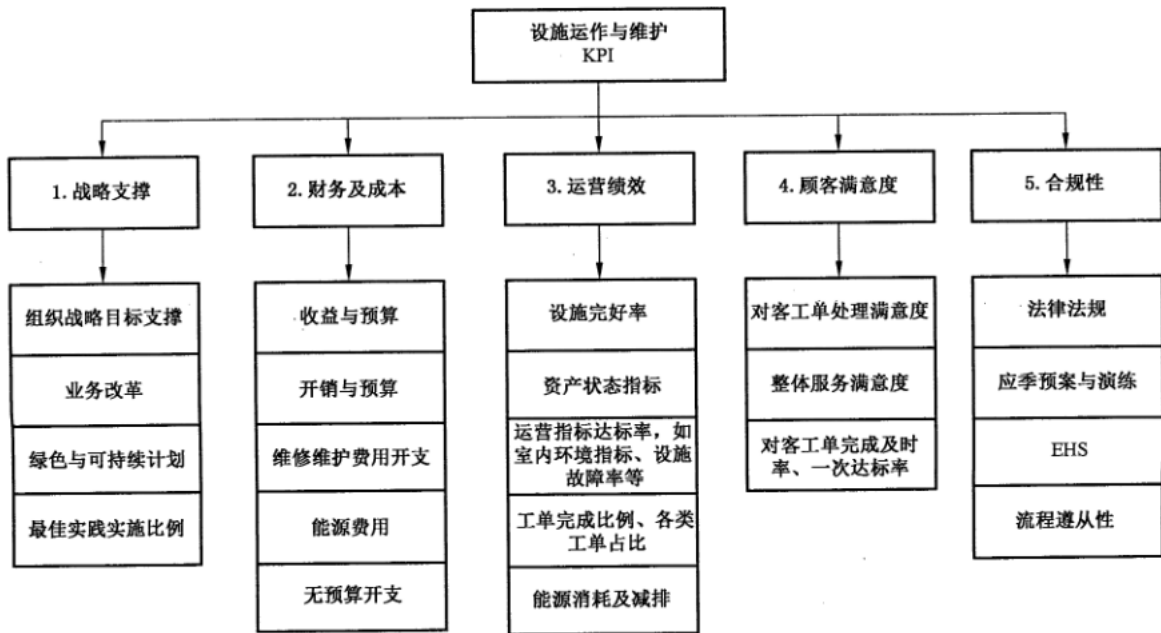 设施运作与维护
KPI
1.战略支撑
2.财务及成本
3.运营绩效
4.顾客满意度
5.合规性
组织战略目标支撑
业务改革
绿色与可持续计划
最佳实践实施比例
收益与预算
开销与预算
维修维护费用开支
能源费用
无预算开支
设施完好率
资产状态指标
运营指标达标率，如
室内环境指标、设施
故障率等
工单完成比例、各类
工单占比
能源消耗及减排
对客工单处理满意度
整体服务满意度
对客工单完成及时
率、一次达标率
法律法规
应季预案与演练
EHS
流程遵从性